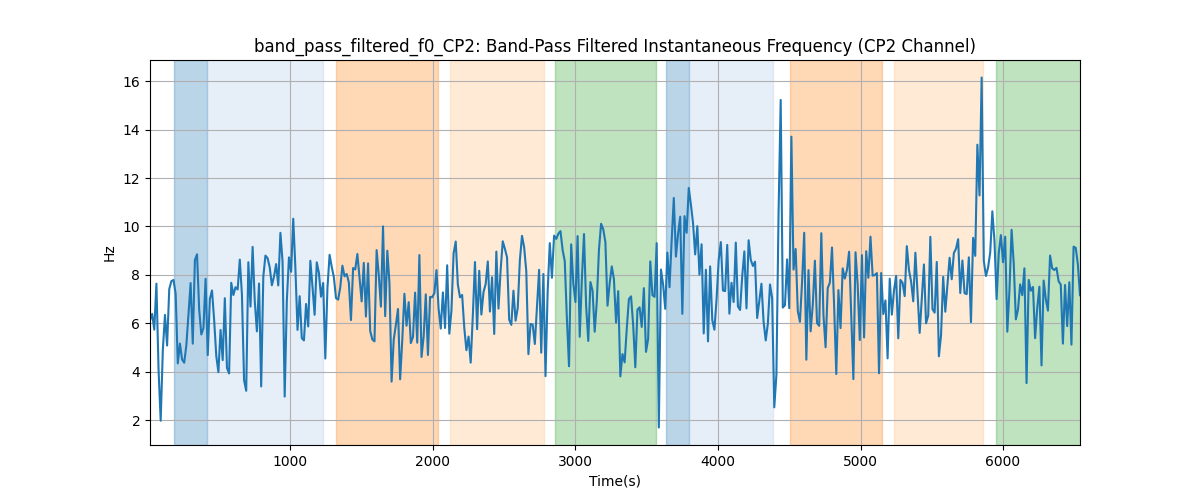 band_pass_filtered_f0_CP2: Band-Pass Filtered Instantaneous Frequency (CP2 Channel)
16
14
12
10
8
6
4
2
Hz
1000 2000 3000 4000 5000 6000
Time(s)